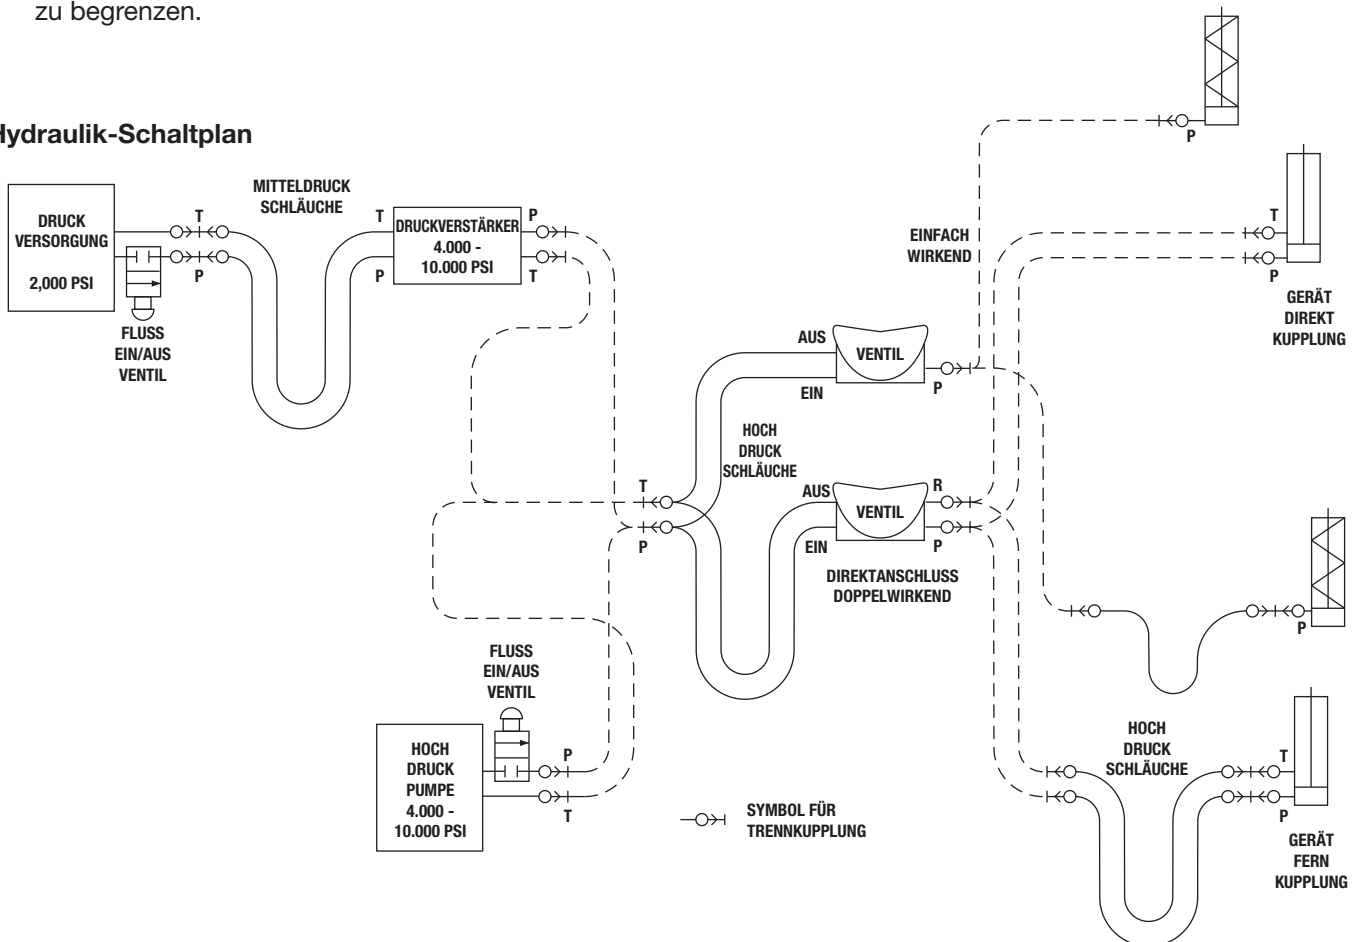 zu begrenzen.
Hydraulik-Schaltplan
DRUCK
VERSORGUNG
2,000 PSI
FLUSS
EIN/AUS
VENTIL
T
P
MITTELDRUCK
SCHLÄUCHE
T
P
DRUCKVERSTÄRKER
4.000 -
10.000 PSI
P
T
EINFACH
WIRKEND
P
T
P
GERÄT
DIREKT
KUPPLUNG
AUS
EIN
VENTIL
P
HOCH
DRUCK
SCHLÄUCHE
T
P
AUS
EIN
VENTIL
R
P
DIREKTANSCHLUSS
DOPPELWIRKEND
P
FLUSS
EIN/AUS
VENTIL
HOCH
DRUCK
PUMPE
4.000 -
10.000 PSI
P
T
SYMBOL FÜR
TRENNKUPPLUNG
HOCH
DRUCK
SCHLÄUCHE
T
P
GERÄT
FERN
KUPPLUNG